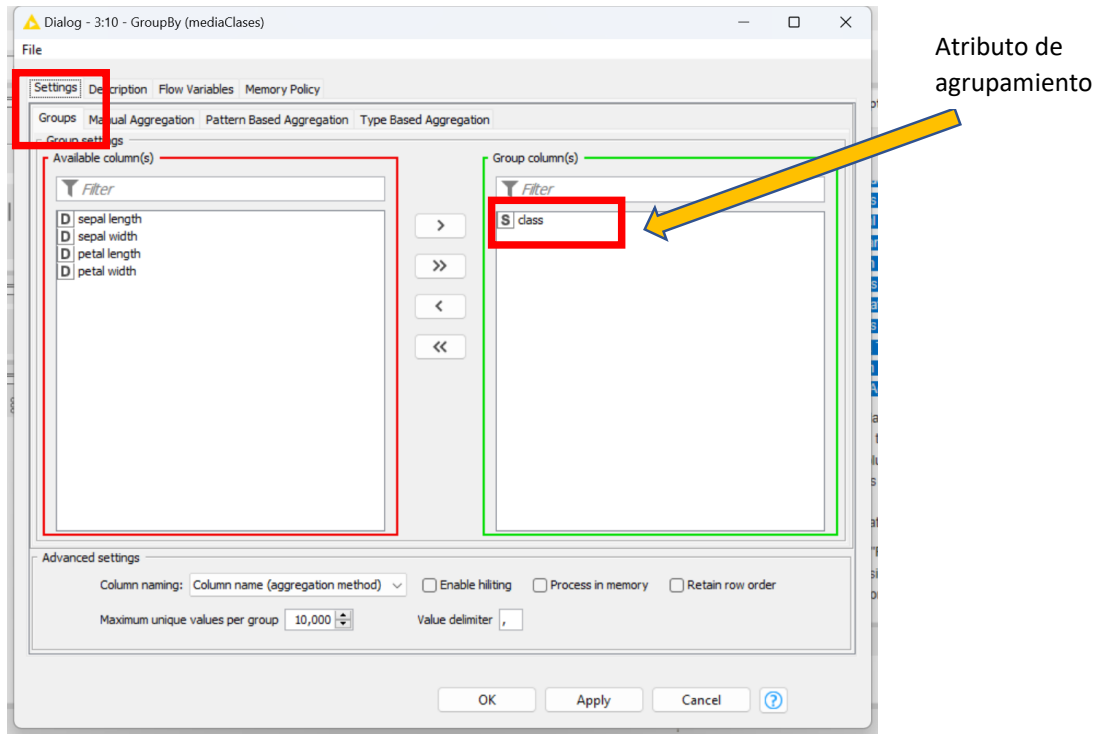 Dialog - 3:10 - GroupBy (mediaClases)
File
Atributo de
agrupamiento
Settings Description Flow Variables Memory Policy
Groups Manual Aggregation Pattern Based Aggregation Type Based Aggregation
Group settings
Available column(s)
Filter
D sepal length
D sepal width
D petal length
D petal width
>
>>
<
<<
Group column(s)
Filter
S class
Advanced settings
Column naming: Column name (aggregation method) Enable hiliting Process in memory Retain row order
Maximum unique values per group 10,000 Value delimiter ,
OK Apply Cancel ?